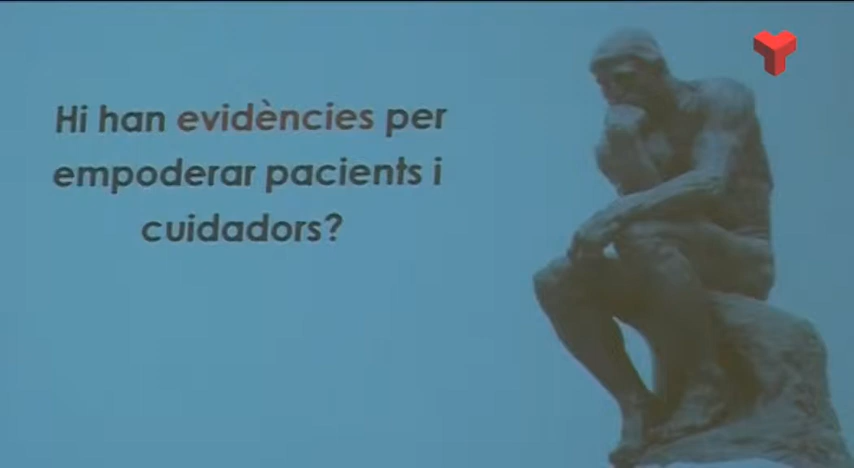 Hi han evidències per
empoderar pacients i
cuidadors?